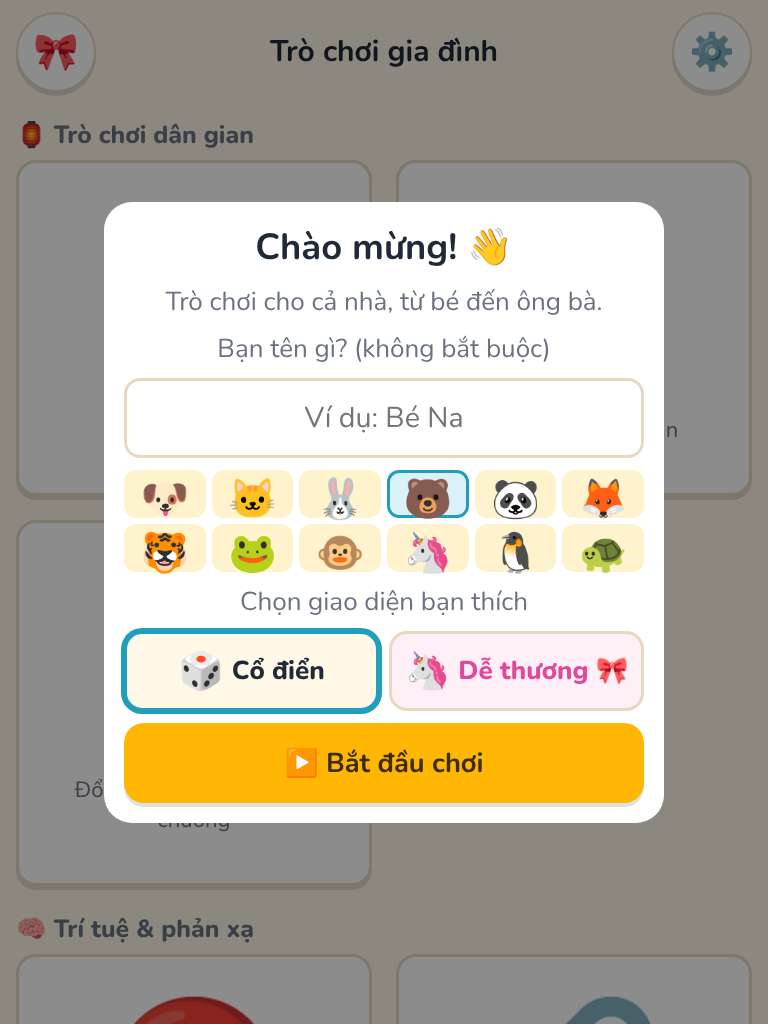 Trò chơi gia đình
Trò chơi dân gian
Chào mừng! 👋
Trò chơi cho cả nhà, từ bé đến ông bà.
Bạn tên gì? (không bắt buộc)
Ví dụ: Bé Na
Chọn giao diện bạn thích
Cổ điển
Dễ thương
Bắt đầu chơi
Trí tuệ & phản xạ